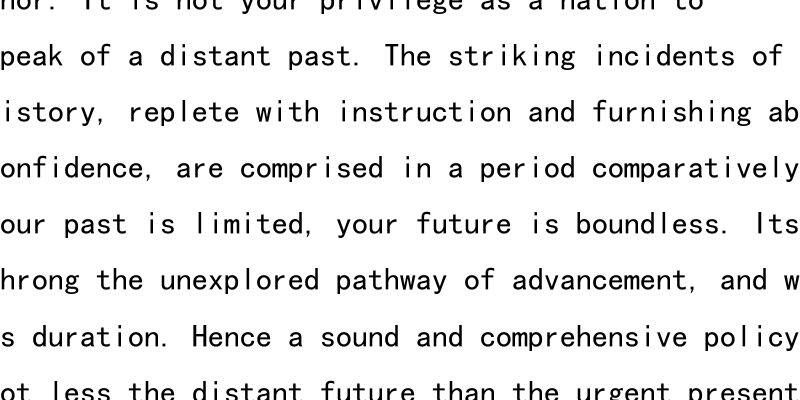 nor. It is not your privilege as a nation to
peak of a distant past. The striking incidents of
istory, replete with instruction and furnishing ab
onfidence, are comprised in a period comparatively
our past is limited, your future is boundless. Its
hrong the unexplored pathway of advancement, and w
s duration. Hence a sound and comprehensive policy
ot less the distant future than the urgent present